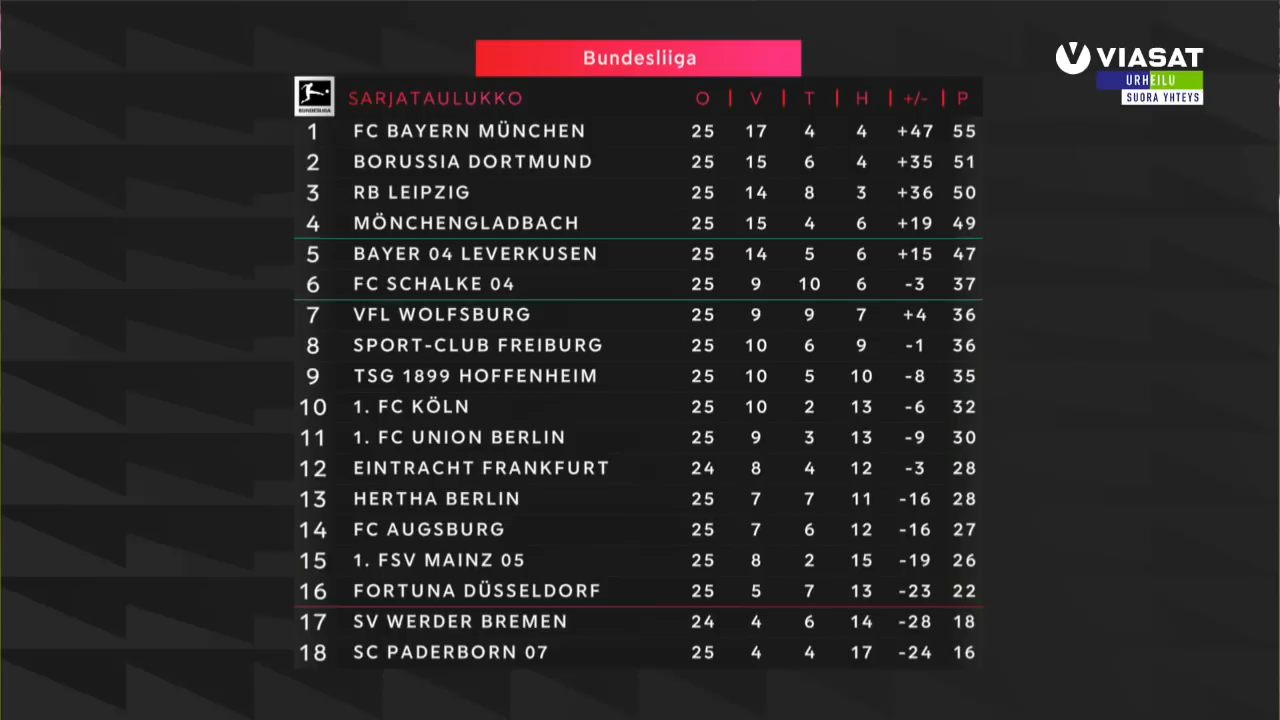 Bundesliiga
VIASAT
URHEILU
SUORA YHTEYS
BUNDESLIGA
SARJATAULUKKO O | V | T | H | +/- | P
1 FC BAYERN MÜNCHEN 25 17 4 4 +47 55
2 BORUSSIA DORTMUND 25 15 6 4 +35 51
3 RB LEIPZIG 25 14 8 3 +36 50
4 MÖNCHENGLADBACH 25 15 4 6 +19 49
5 BAYER 04 LEVERKUSEN 25 14 5 6 +15 47
6 FC SCHALKE 04 25 9 10 6 -3 37
7 VFL WOLFSBURG 25 9 9 7 +4 36
8 SPORT-CLUB FREIBURG 25 10 6 9 -1 36
9 TSG 1899 HOFFENHEIM 25 10 5 10 -8 35
10 1. FC KÖLN 25 10 2 13 -6 32
11 1. FC UNION BERLIN 25 9 3 13 -9 30
12 EINTRACHT FRANKFURT 24 8 4 12 -3 28
13 HERTHA BERLIN 25 7 7 11 -16 28
14 FC AUGSBURG 25 7 6 12 -16 27
15 1. FSV MAINZ 05 25 8 2 15 -19 26
16 FORTUNA DÜSSELDORF 25 5 7 13 -23 22
17 SV WERDER BREMEN 24 4 6 14 -28 18
18 SC PADERBORN 07 25 4 4 17 -24 16